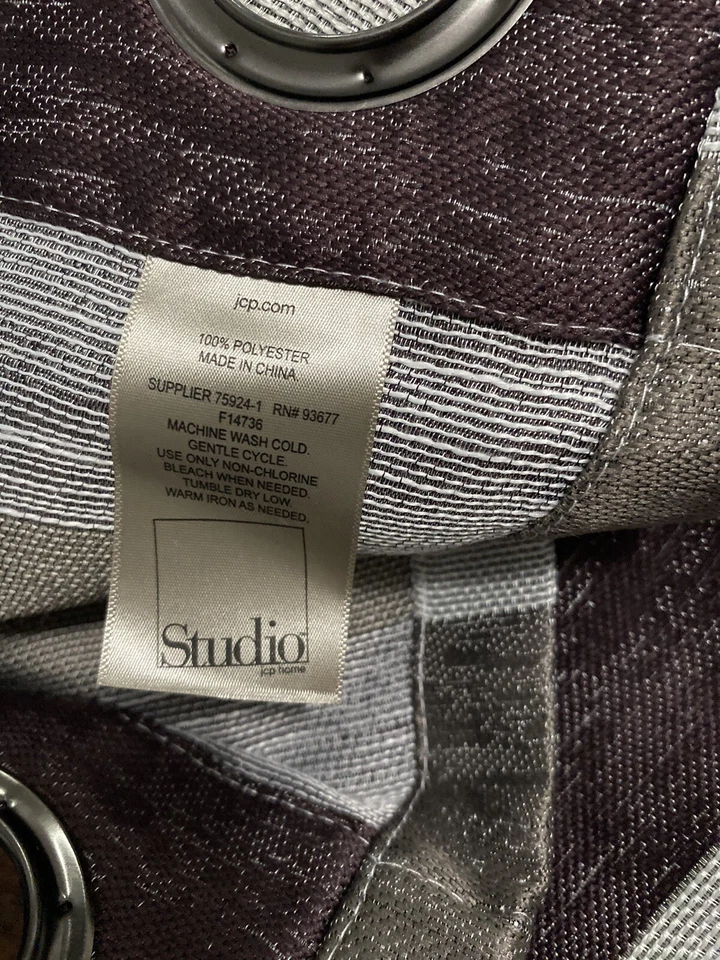 jcp.com
100% POLYESTER
MADE IN CHINA.
SUPPLIER 75924-1 RN# 93677
F14736
MACHINE WASH COLD.
GENTLE CYCLE.
USE ONLY NON-CHLORINE
BLEACH WHEN NEEDED.
TUMBLE DRY LOW.
WARM IRON AS NEEDED.
Studio™
jcp home